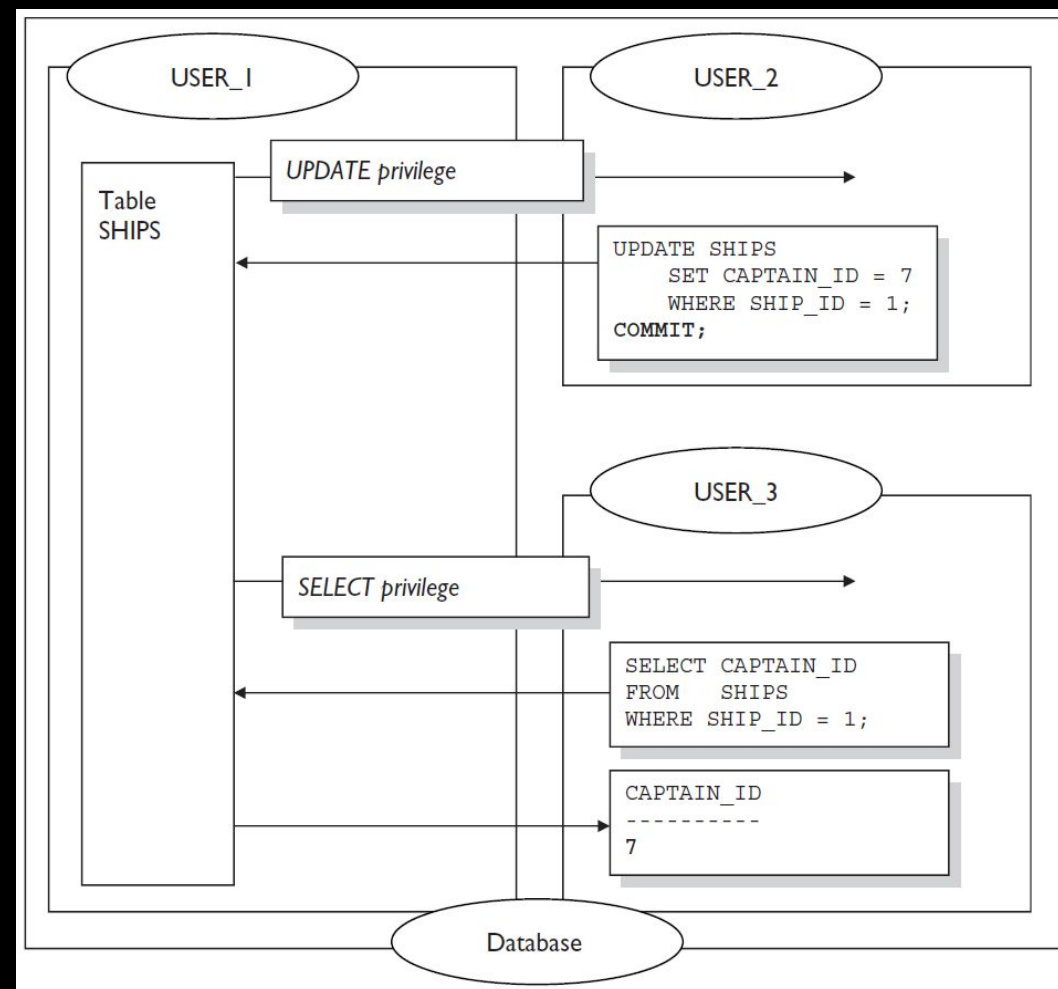 USER_1
USER_2
UPDATE privilege
Table
SHIPS
UPDATE SHIPS
SET CAPTAIN_ID = 7
WHERE SHIP_ID = 1;
COMMIT;
USER_3
SELECT privilege
SELECT CAPTAIN_ID
FROM   SHIPS
WHERE SHIP_ID = 1;
CAPTAIN_ID
----------
7
Database